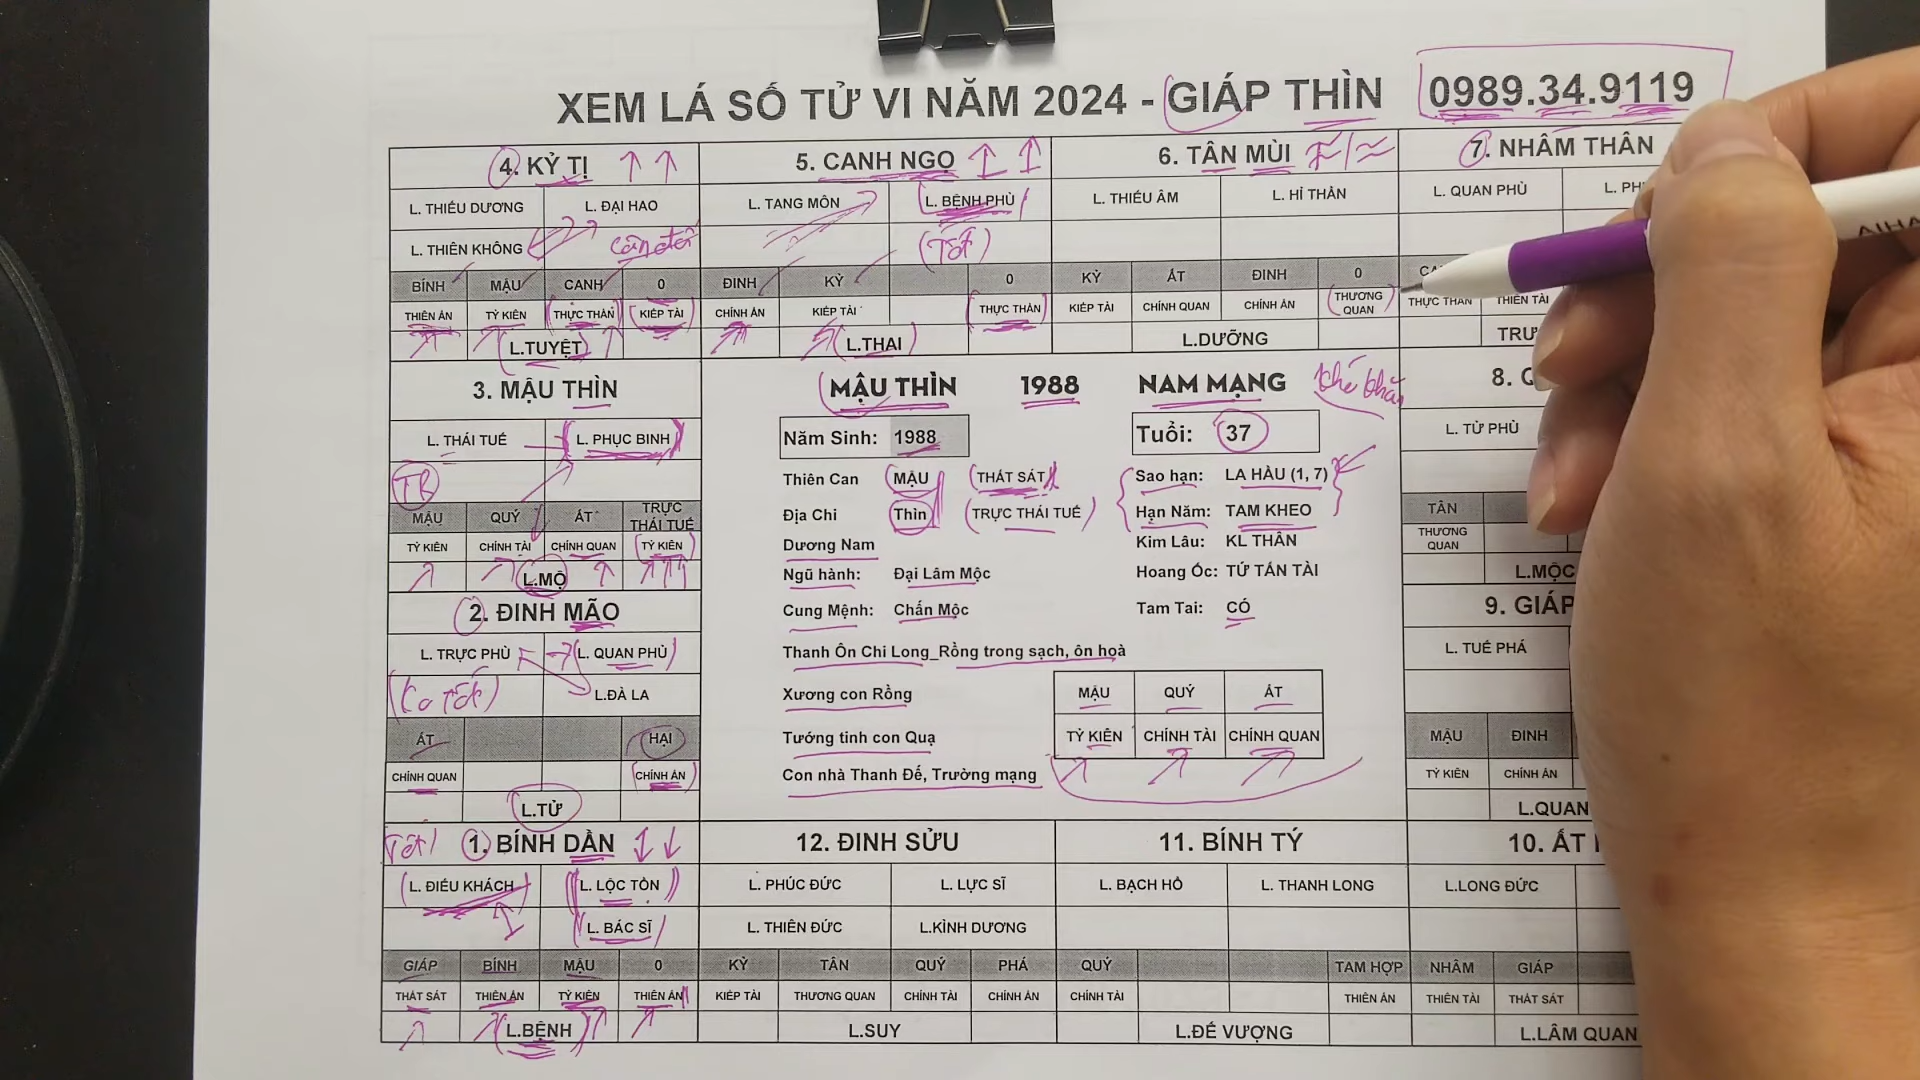 XEM LÁ SỐ TỬ VI NĂM 2024 - GIÁP THÌN 0989.34.9119
4. KỶ TỊ
L. THIẾU DƯƠNG L. ĐẠI HAO
L. THIÊN KHÔNG cân đối
BÍNH MẬU CANH 0
THIÊN ẤN TỶ KIÊN THỰC THẦN KIẾP TÀI
L.TUYỆT
5. CANH NGỌ
L. TANG MÔN L. BỆNH PHÙ
(Tốt)
ĐINH KỶ 0
CHÍNH ẤN KIẾP TÀI THỰC THẦN
L.THAI
6. TÂN MÙI
L. THIẾU ÂM L. HỈ THẦN
KỶ ẤT ĐINH 0
KIẾP TÀI CHÍNH QUAN CHÍNH ẤN THƯƠNG QUAN
L.DƯỠNG
7. NHÂM THÂN
L. QUAN PHÙ
THỰC THẦN THIÊN TÀI
3. MẬU THÌN
L. THÁI TUẾ L. PHỤC BINH
TB
MẬU QUÝ ẤT TRỰC THÁI TUẾ
TỶ KIÊN CHÍNH TÀI CHÍNH QUAN TỶ KIÊN
L.MỘ
MẬU THÌN 1988 NAM MẠNG
Năm Sinh: 1988 Tuổi: 37
Thiên Can MẬU THẤT SÁT Sao hạn: LA HẦU (1, 7)
Địa Chi Thìn (TRỰC THÁI TUẾ) Hạn Năm: TAM KHEO
Dương Nam Kim Lâu: KL THÂN
Ngũ hành: Đại Lâm Mộc Hoang Ốc: TỨ TẤN TÀI
Cung Mệnh: Chấn Mộc Tam Tai: CÓ
Thanh Ôn Chi Long_Rồng trong sạch, ôn hoà
Xương con Rồng MẬU QUÝ ẤT
Tướng tinh con Quạ TỶ KIÊN CHÍNH TÀI CHÍNH QUAN
Con nhà Thanh Đế, Trường mạng
8.
L. TỬ PHÙ
TÂN
THƯƠNG QUAN
L.MỘC
2. ĐINH MÃO
L. TRỰC PHÙ L. QUAN PHỦ
L.ĐÀ LA
ẤT HẠI
CHÍNH QUAN CHÍNH ẤN
L.TỬ
9. GIÁP
L. TUẾ PHÁ
MẬU ĐINH
TỶ KIÊN CHÍNH ẤN
L.QUAN
Tốt 1. BÍNH DẦN
L. ĐIẾU KHÁCH L. LỘC TỒN
L. BÁC SĨ
GIÁP BÍNH MẬU 0
THẤT SÁT THIÊN ẤN TỶ KIÊN THIÊN ẤN
L.BỆNH
12. ĐINH SỬU
L. PHÚC ĐỨC L. LỰC SĨ
L. THIÊN ĐỨC L.KÌNH DƯƠNG
KỶ TÂN QUÝ PHÁ
KIẾP TÀI THƯƠNG QUAN CHÍNH TÀI CHÍNH ẤN
L.SUY
11. BÍNH TÝ
L. BẠCH HỔ L. THANH LONG
QUÝ TAM HỢP
CHÍNH TÀI THIÊN ẤN
L.ĐẾ VƯỢNG
10. ẤT
L.LONG ĐỨC
NHÂM GIÁP
THIÊN TÀI THẤT SÁT
L.LÂM QUAN